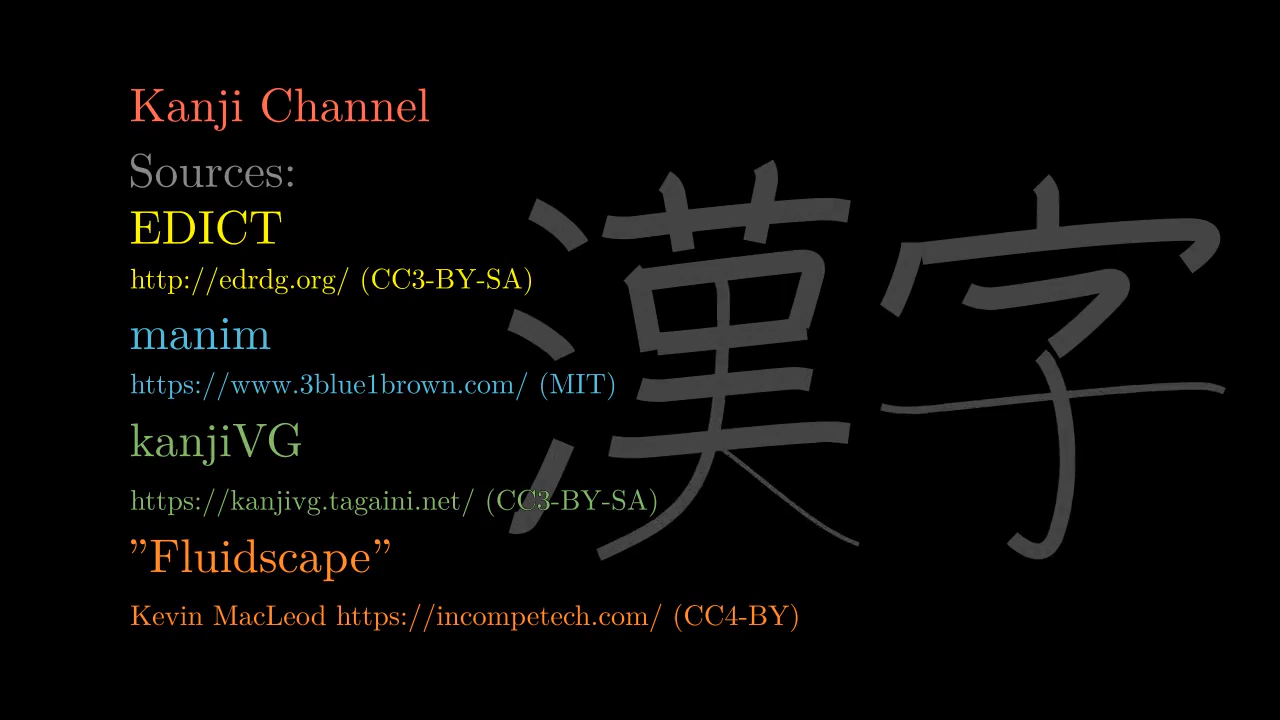 Kanji Channel
Sources:
EDICT
http://edrdg.org/ (CC3-BY-SA)
manim
https://www.3blue1brown.com/ (MIT)
kanjiVG
https://kanjivg.tagaini.net/ (CC3-BY-SA)
”Fluidscape”
Kevin MacLeod https://incompetech.com/ (CC4-BY)
漢字